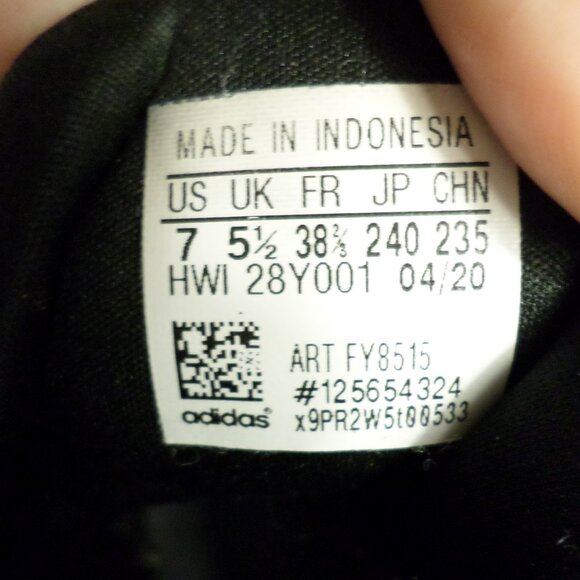 MADE IN INDONESIA
US UK FR JP CHN
7 5½ 38⅔ 240 235
HWI 28Y001 04/20
ART FY8515
#125654324
adidas® x9PR2W5t00533